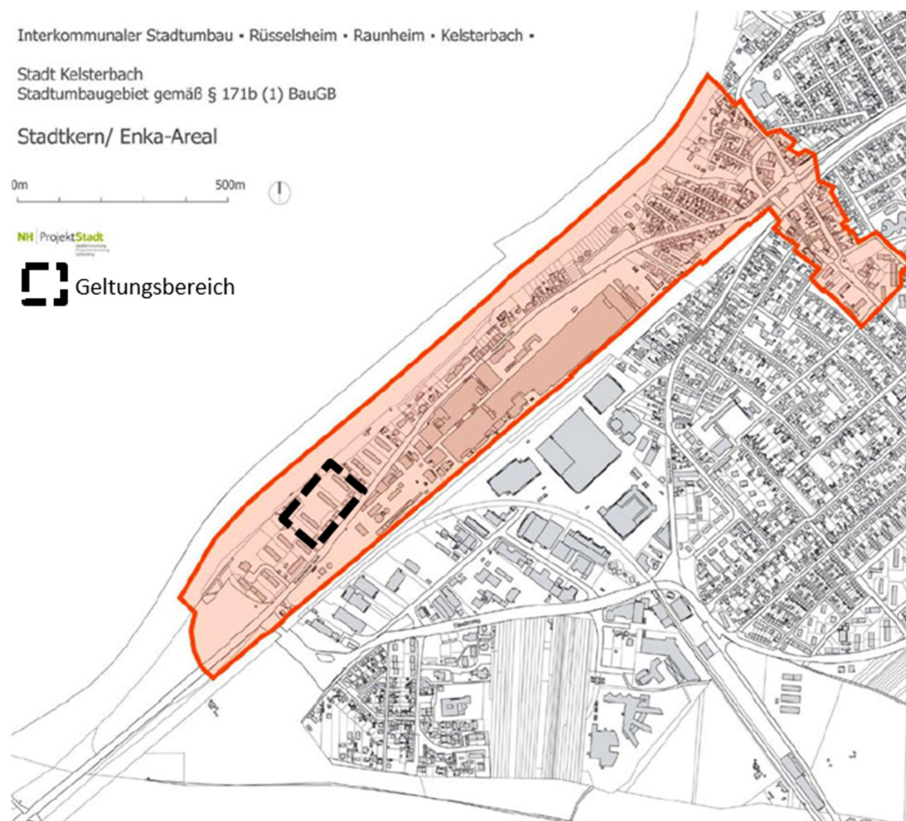 Interkommunaler Stadtumbau • Rüsselsheim • Raunheim • Kelsterbach •
Stadt Kelsterbach
Stadtumbaugebiet gemäß § 171b (1) BauGB
Stadtkern/ Enka-Areal
0m 500m
NH ProjektStadt
Geltungsbereich